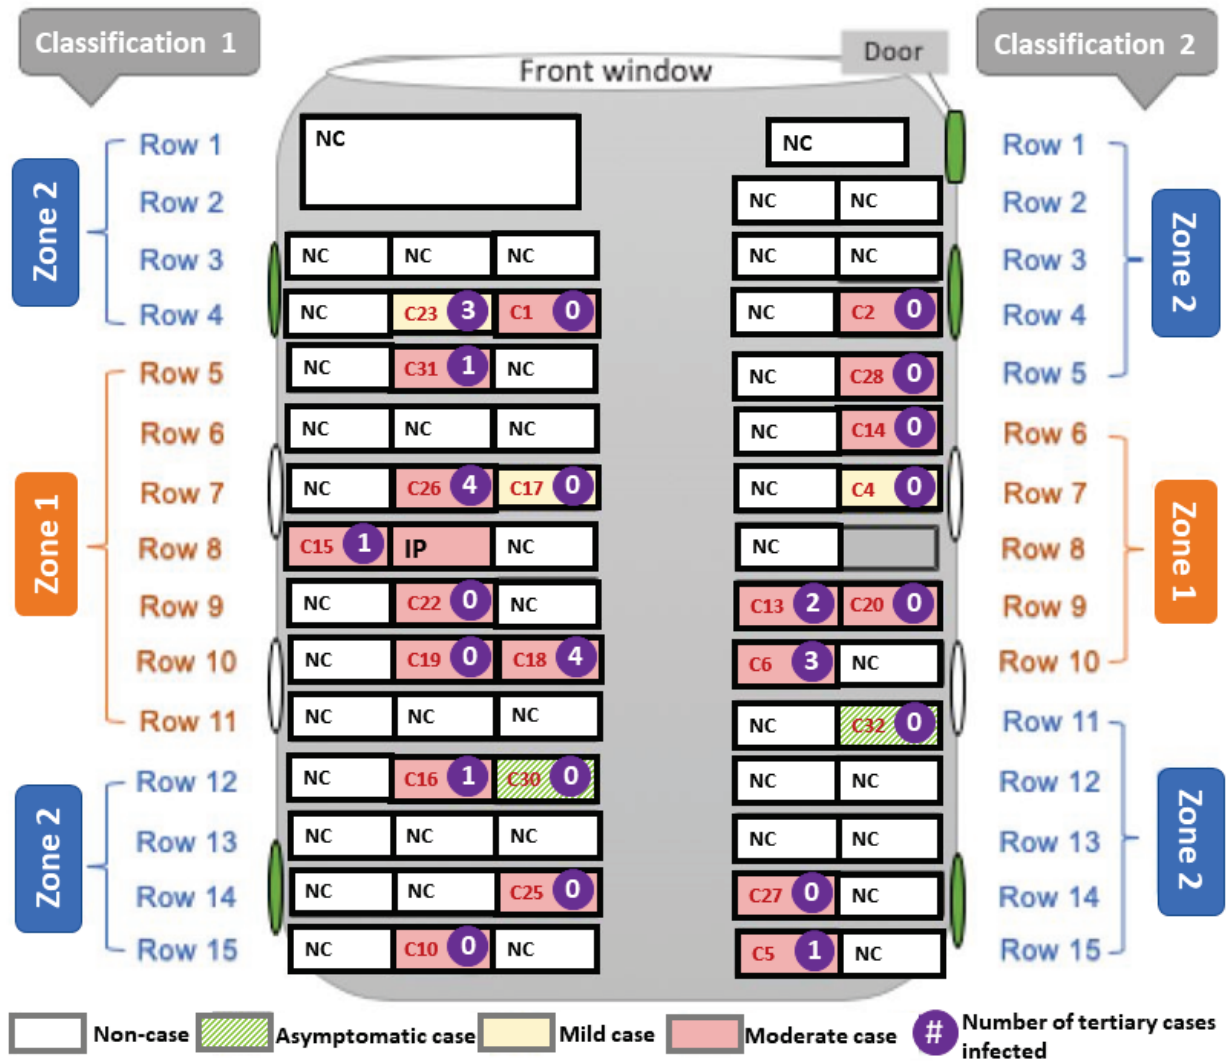 Classification 1
Front window
Door
Classification 2
Zone 2
Zone 1
Zone 2
Row 1
Row 2
Row 3
Row 4
Row 5
Row 6
Row 7
Row 8
Row 9
Row 10
Row 11
Row 12
Row 13
Row 14
Row 15
NC NC
NC NC
NC NC NC NC NC
NC C23 3 C1 0 NC C2 0
NC C31 1 NC NC C28 0
NC NC NC NC C14 0
NC C26 4 C17 0 NC C4 0
C15 1 IP NC NC
NC C22 0 NC C13 2 C20 0
NC C19 0 C18 4 C6 3 NC
NC NC NC NC C32 0
NC C16 1 C30 0 NC NC
NC NC NC NC NC
NC NC C25 0 C27 0 NC
NC C10 0 NC C5 1 NC
Row 1
Row 2
Row 3
Row 4
Row 5
Row 6
Row 7
Row 8
Row 9
Row 10
Row 11
Row 12
Row 13
Row 14
Row 15
Zone 2
Zone 1
Zone 2
Non-case
Asymptomatic case
Mild case
Moderate case
# Number of tertiary cases
infected